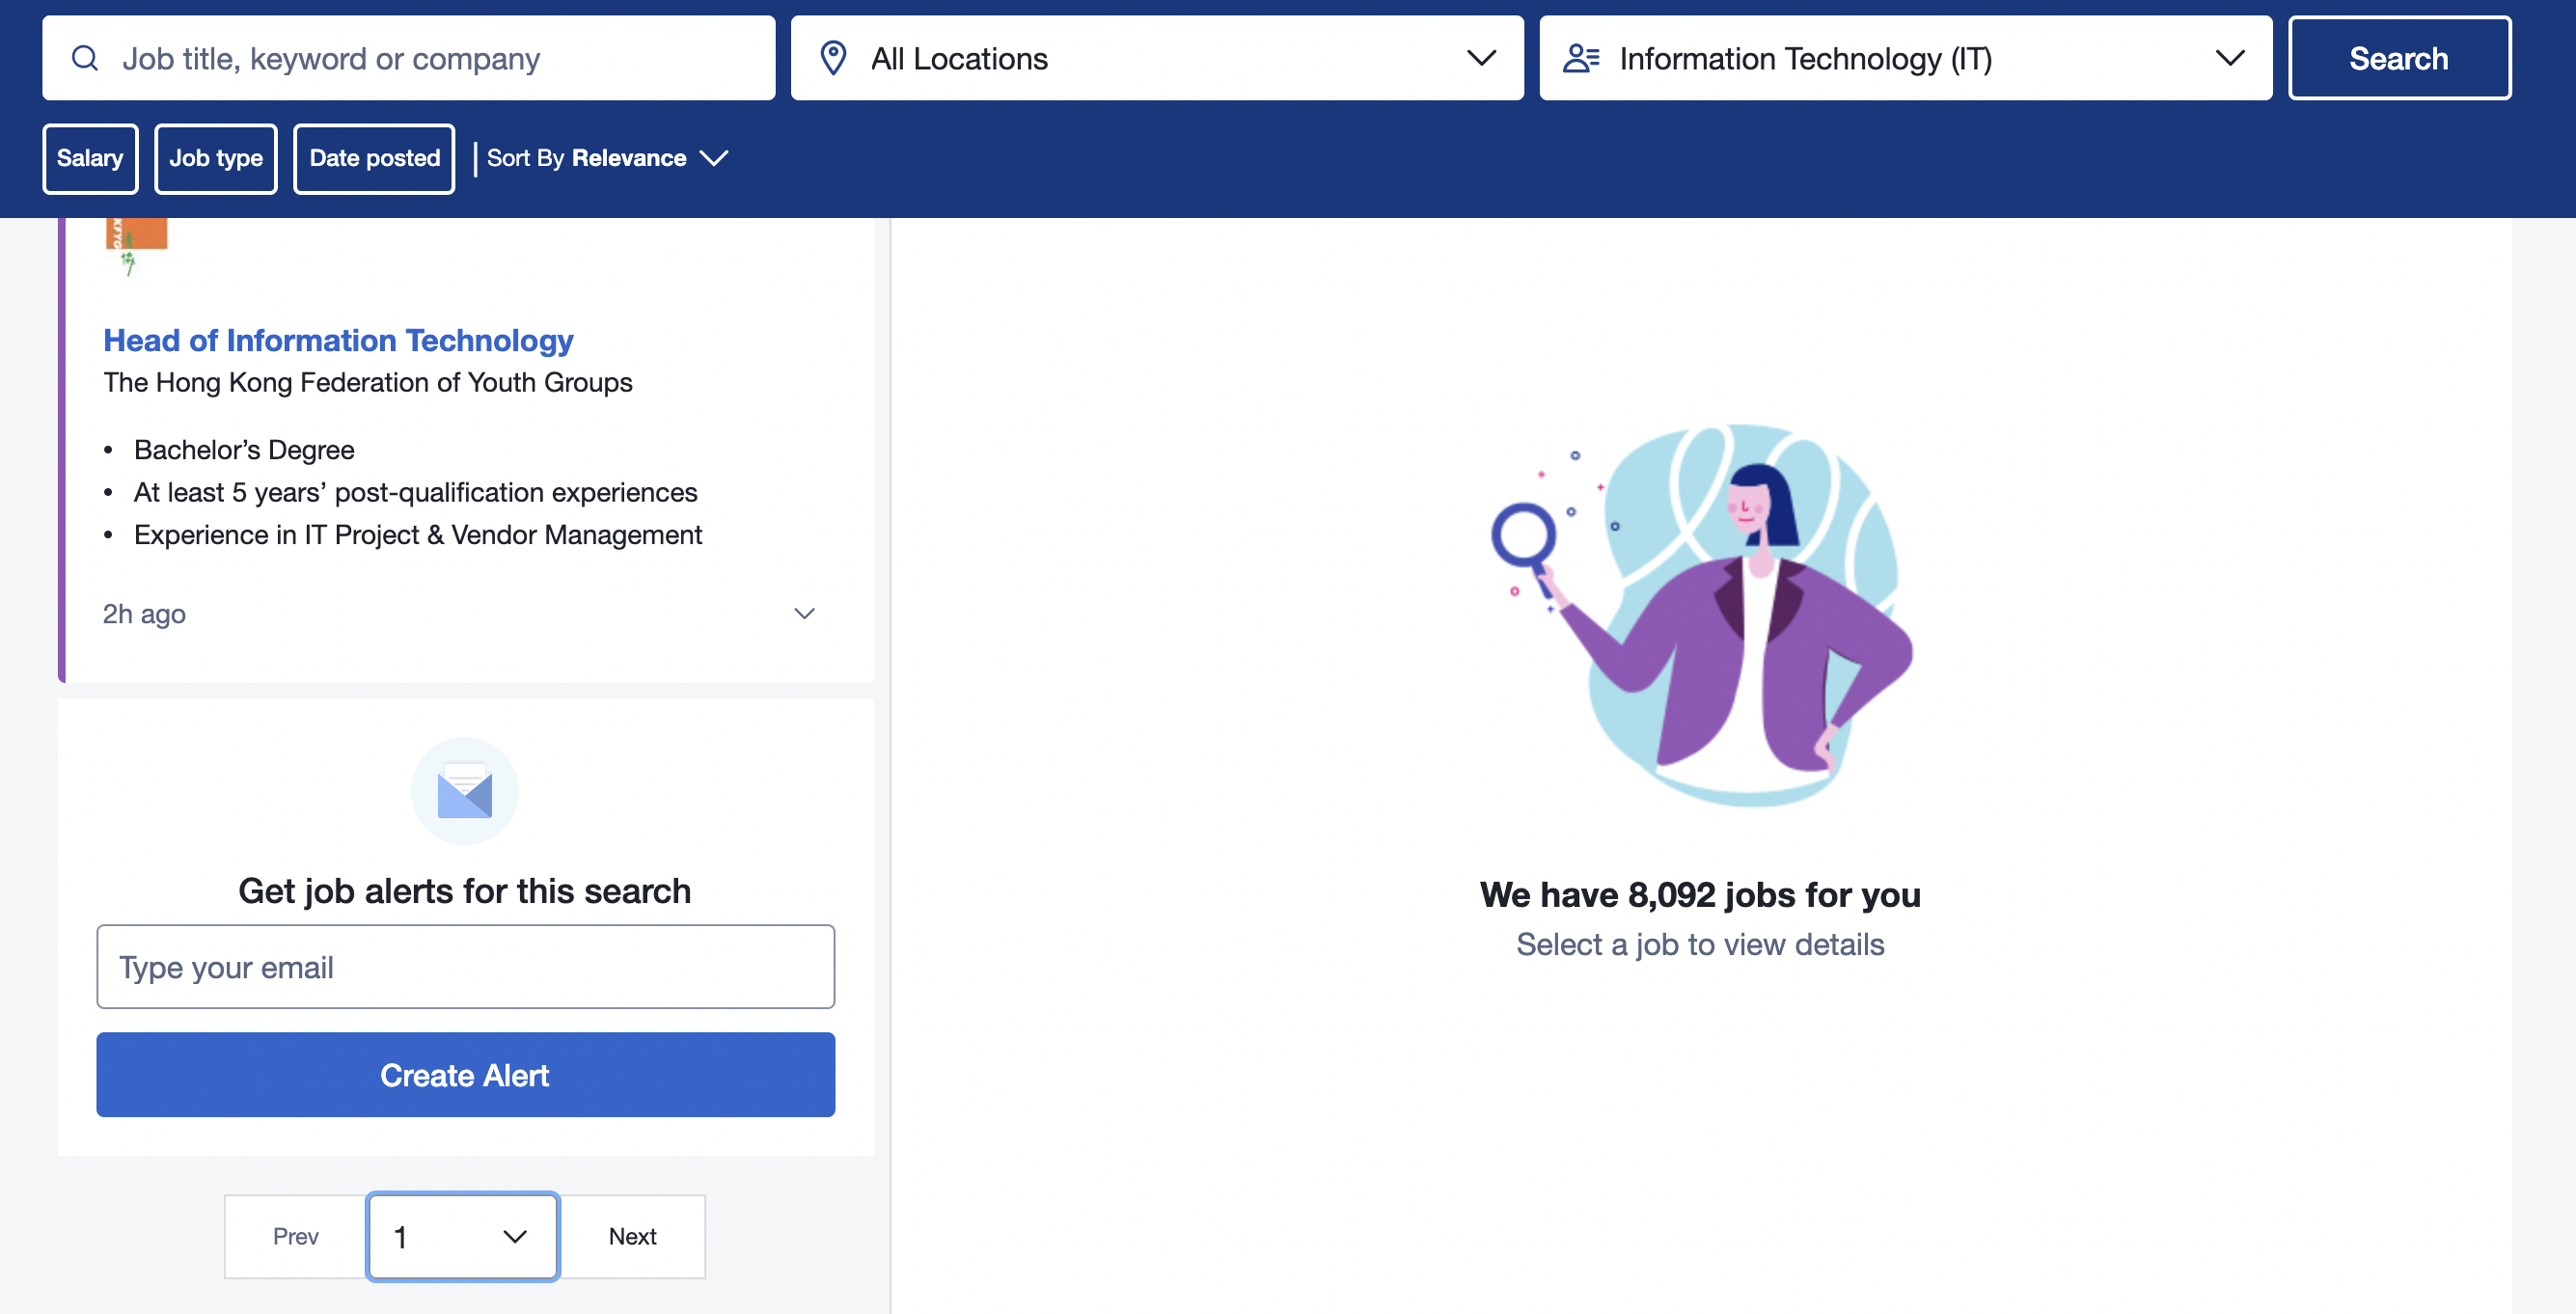 Job title, keyword or company
All Locations
Information Technology (IT)
Search
Salary
Job type
Date posted
Sort By Relevance
Head of Information Technology
The Hong Kong Federation of Youth Groups
• Bachelor’s Degree
• At least 5 years’ post-qualification experiences
• Experience in IT Project & Vendor Management
2h ago
Get job alerts for this search
Type your email
Create Alert
Prev
1
Next
We have 8,092 jobs for you
Select a job to view details